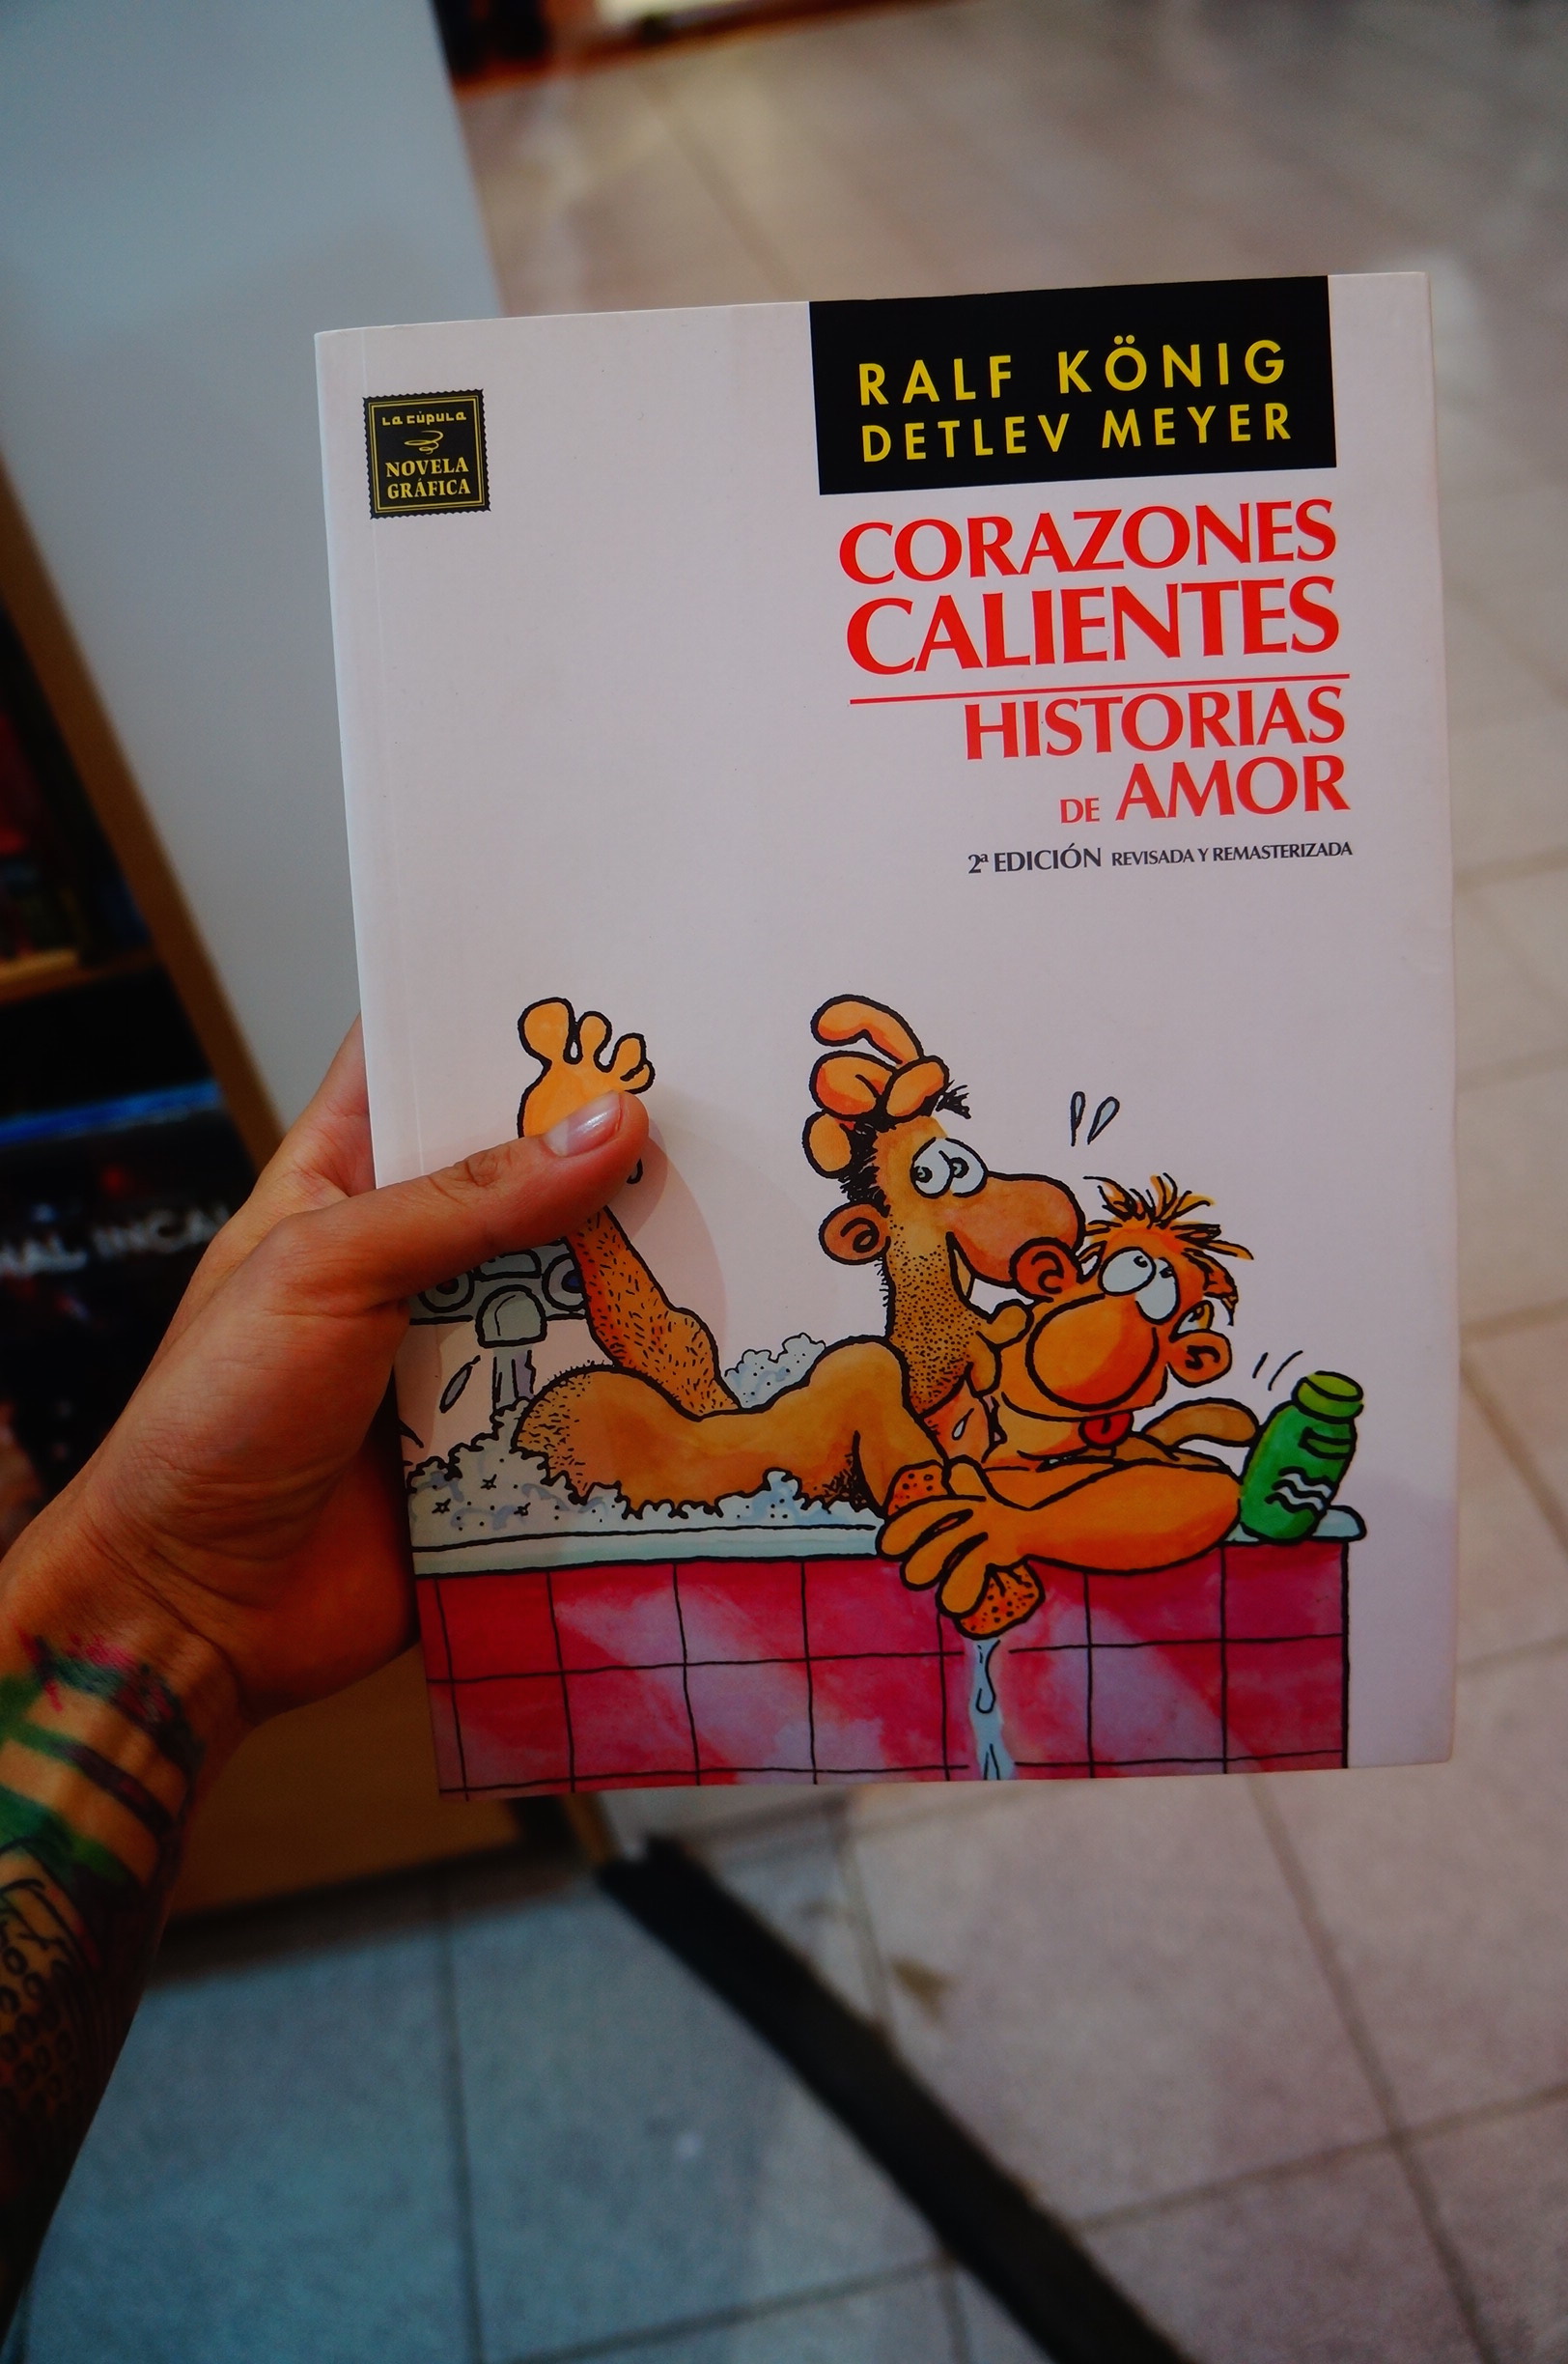 RALF KÖNIG
DETLEV MEYER
La CúPULa
NOVELA
GRÁFICA
CORAZONES
CALIENTES
HISTORIAS
DE AMOR
2ª EDICIÓN REVISADA Y REMASTERIZADA